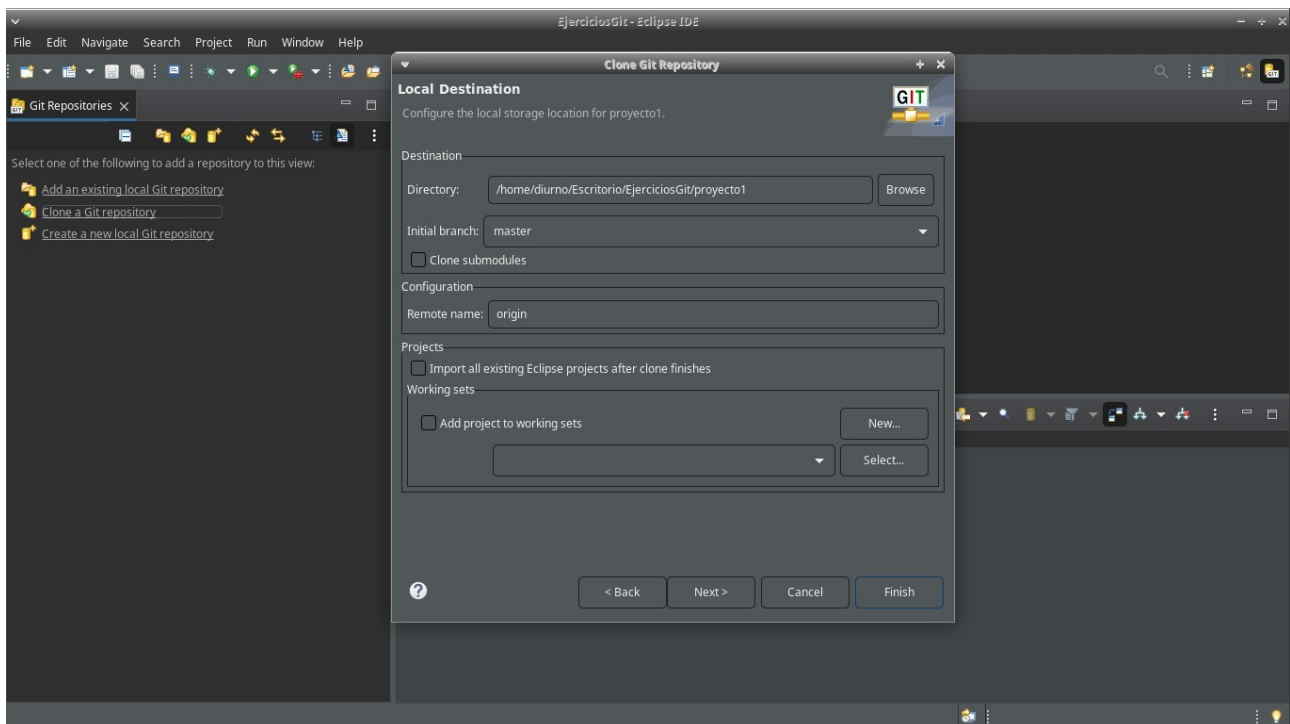 EjerciciosGit - Eclipse IDE
File Edit Navigate Search Project Run Window Help
Git Repositories
Select one of the following to add a repository to this view:
Add an existing local Git repository
Clone a Git repository
Create a new local Git repository
Clone Git Repository
Local Destination
Configure the local storage location for proyecto1.
GIT
Destination
Directory: /home/diurno/Escritorio/EjerciciosGit/proyecto1 Browse
Initial branch: master
Clone submodules
Configuration
Remote name: origin
Projects
Import all existing Eclipse projects after clone finishes
Working sets
Add project to working sets New...
Select...
< Back Next > Cancel Finish